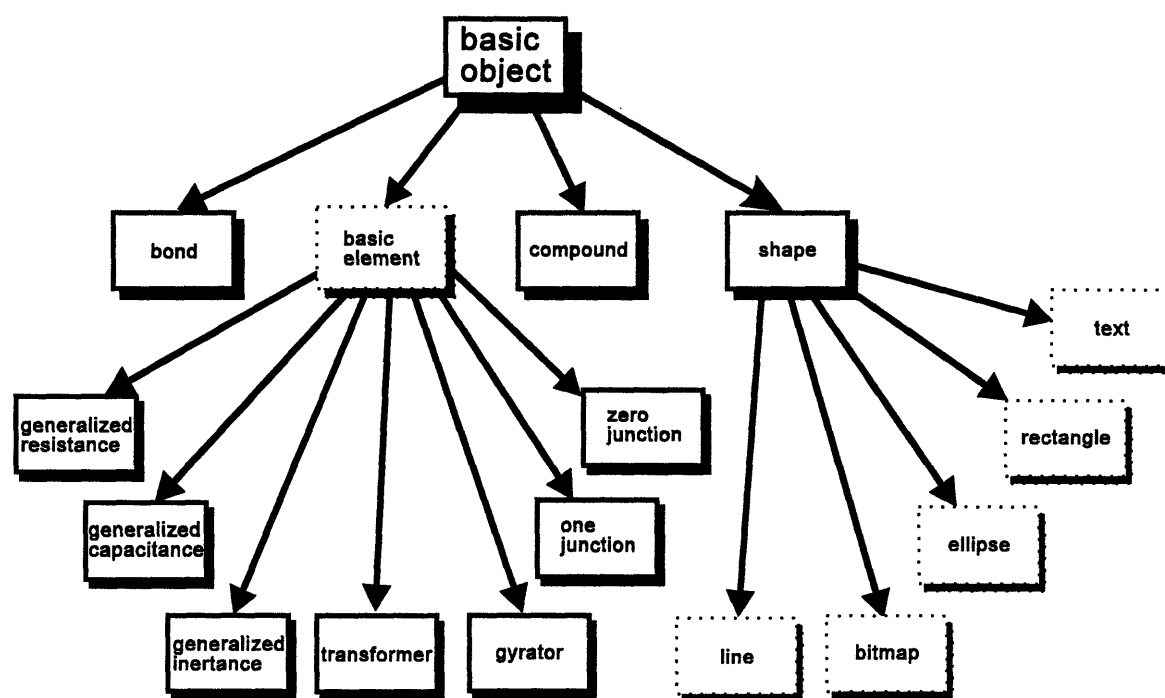 basic
object
bond
basic
element
compound
shape
text
generalized
resistance
zero
junction
rectangle
generalized
capacitance
one
junction
ellipse
generalized
inertance
transformer
gyrator
line
bitmap